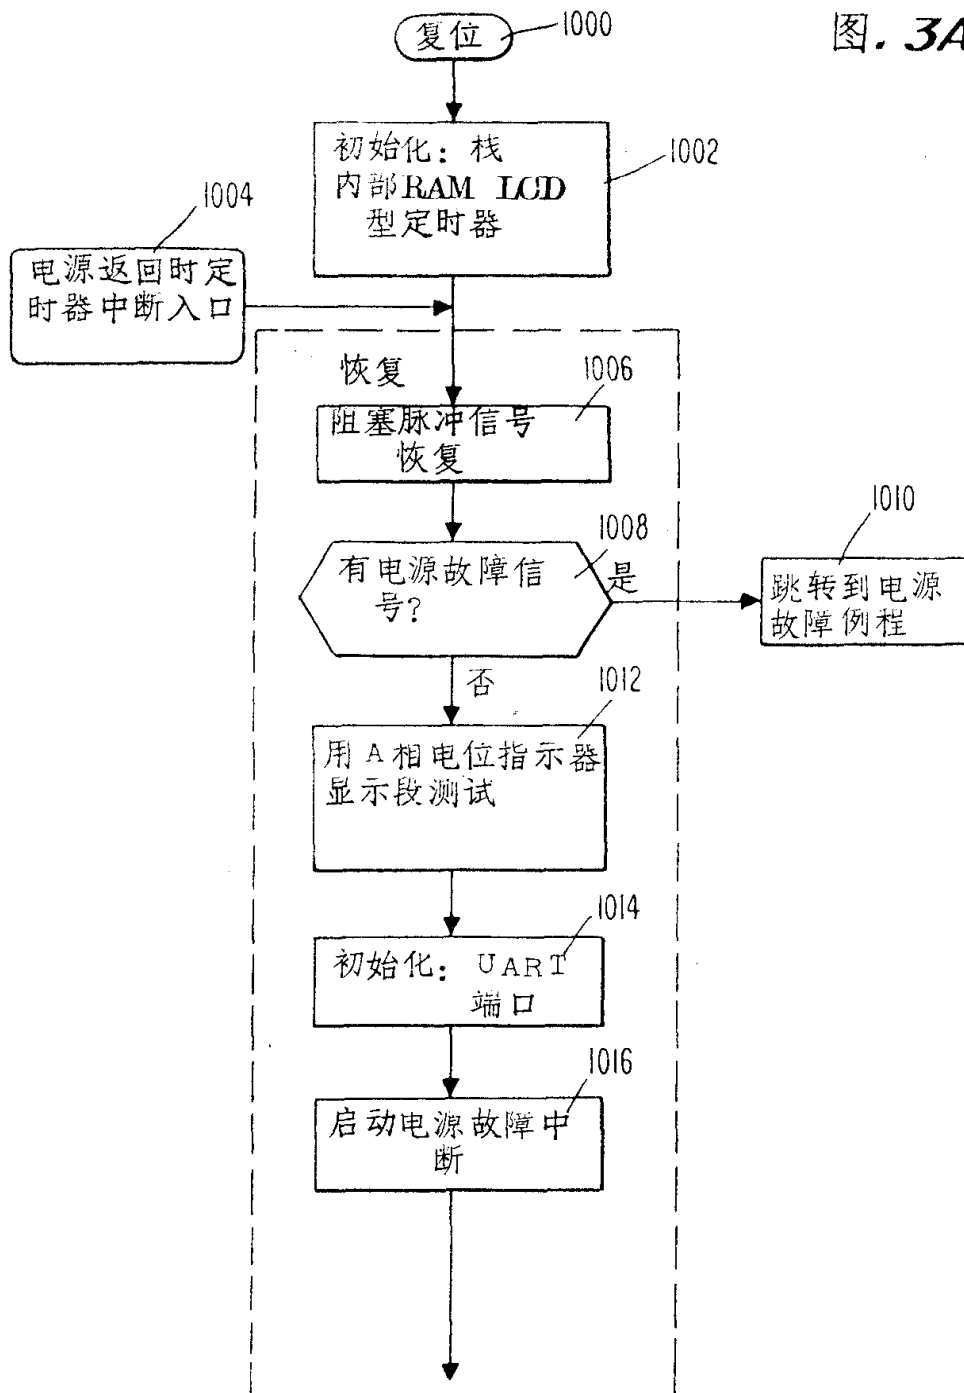 图. 3A
复位
1000
初始化: 栈
内部RAM LCD
型定时器
1002
1004
电源返回时定
时器中断入口
恢复
1006
阻塞脉冲信号
恢复
1008
有电源故障信
号?
是
1010
跳转到电源
故障例程
否
1012
用A相电位指示器
显示段测试
1014
初始化: UART
端口
1016
启动电源故障中
断